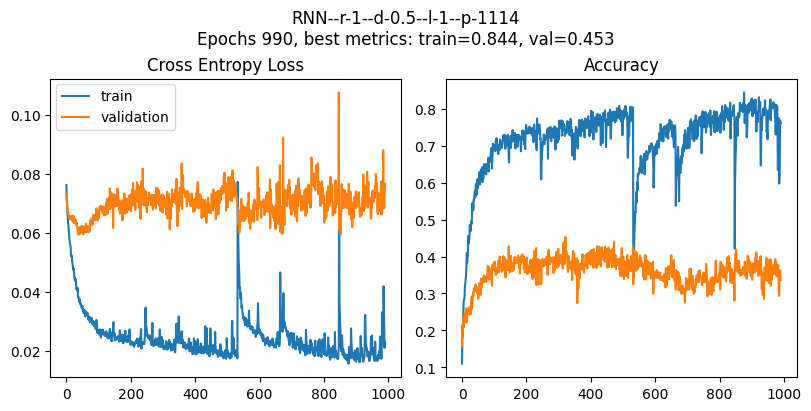 RNN--r-1--d-0.5--l-1--p-1114
Epochs 990, best metrics: train=0.844, val=0.453
Cross Entropy Loss
train
validation
0.10
0.08
0.06
0.04
0.02
0 200 400 600 800 1000
Accuracy
0.8
0.7
0.6
0.5
0.4
0.3
0.2
0.1
0 200 400 600 800 1000